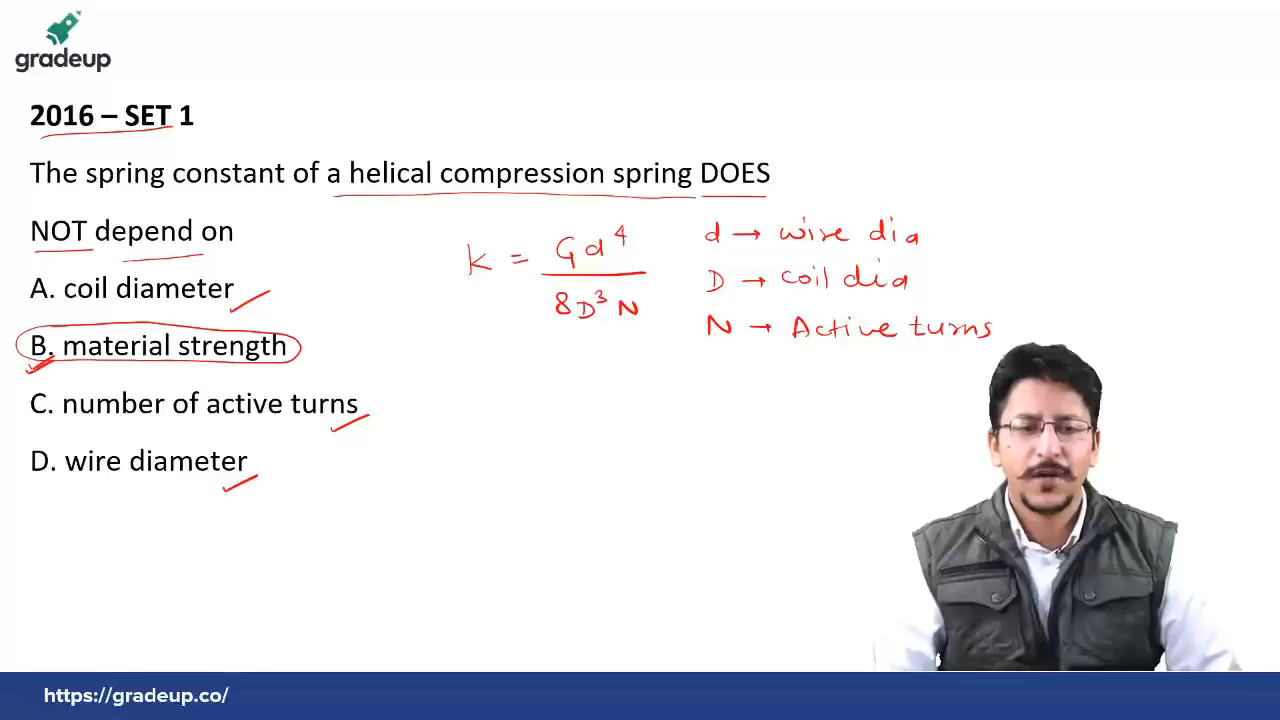 gradeup
2016 – SET 1
The spring constant of a helical compression spring DOES
NOT depend on
A. coil diameter
B. material strength
C. number of active turns
D. wire diameter
K = Gd⁴ / 8D³N
d → wire dia
D → coil dia
N → Active turns
https://gradeup.co/